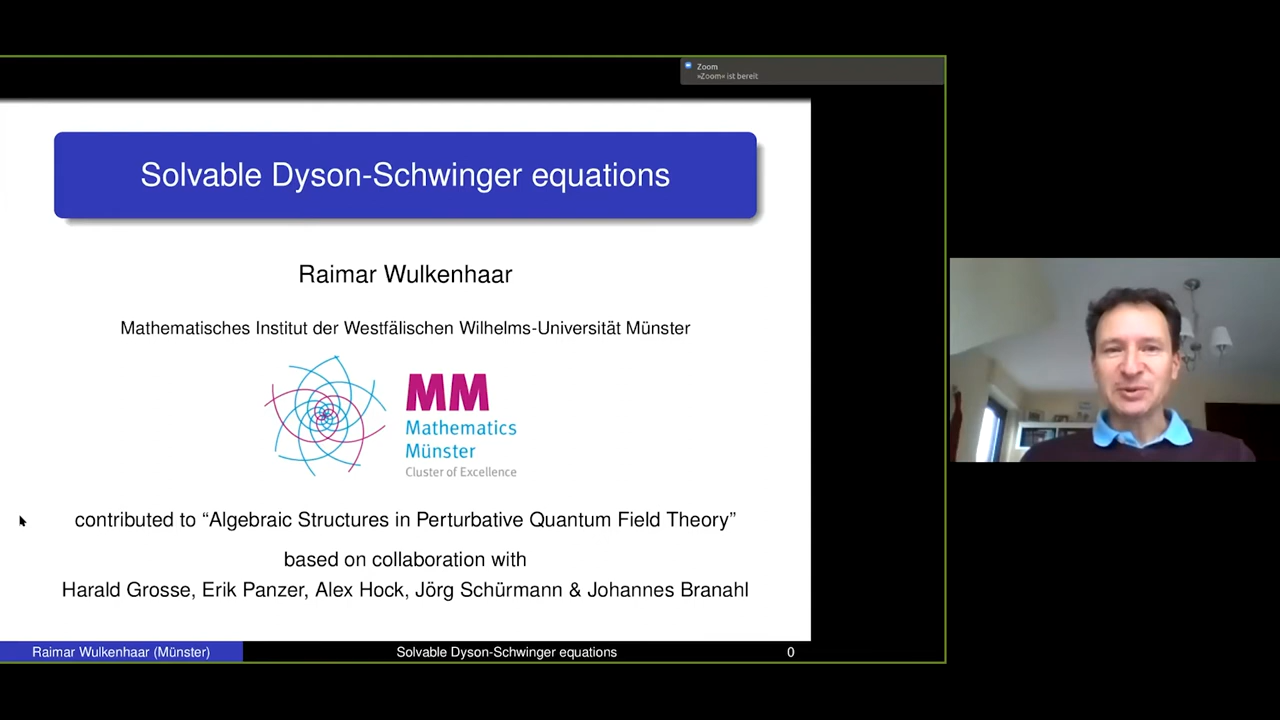 Zoom
»Zoom« ist bereit
Solvable Dyson-Schwinger equations
Raimar Wulkenhaar
Mathematisches Institut der Westfälischen Wilhelms-Universität Münster
MM
Mathematics
Münster
Cluster of Excellence
contributed to “Algebraic Structures in Perturbative Quantum Field Theory”
based on collaboration with
Harald Grosse, Erik Panzer, Alex Hock, Jörg Schürmann & Johannes Branahl
Raimar Wulkenhaar (Münster) Solvable Dyson-Schwinger equations 0